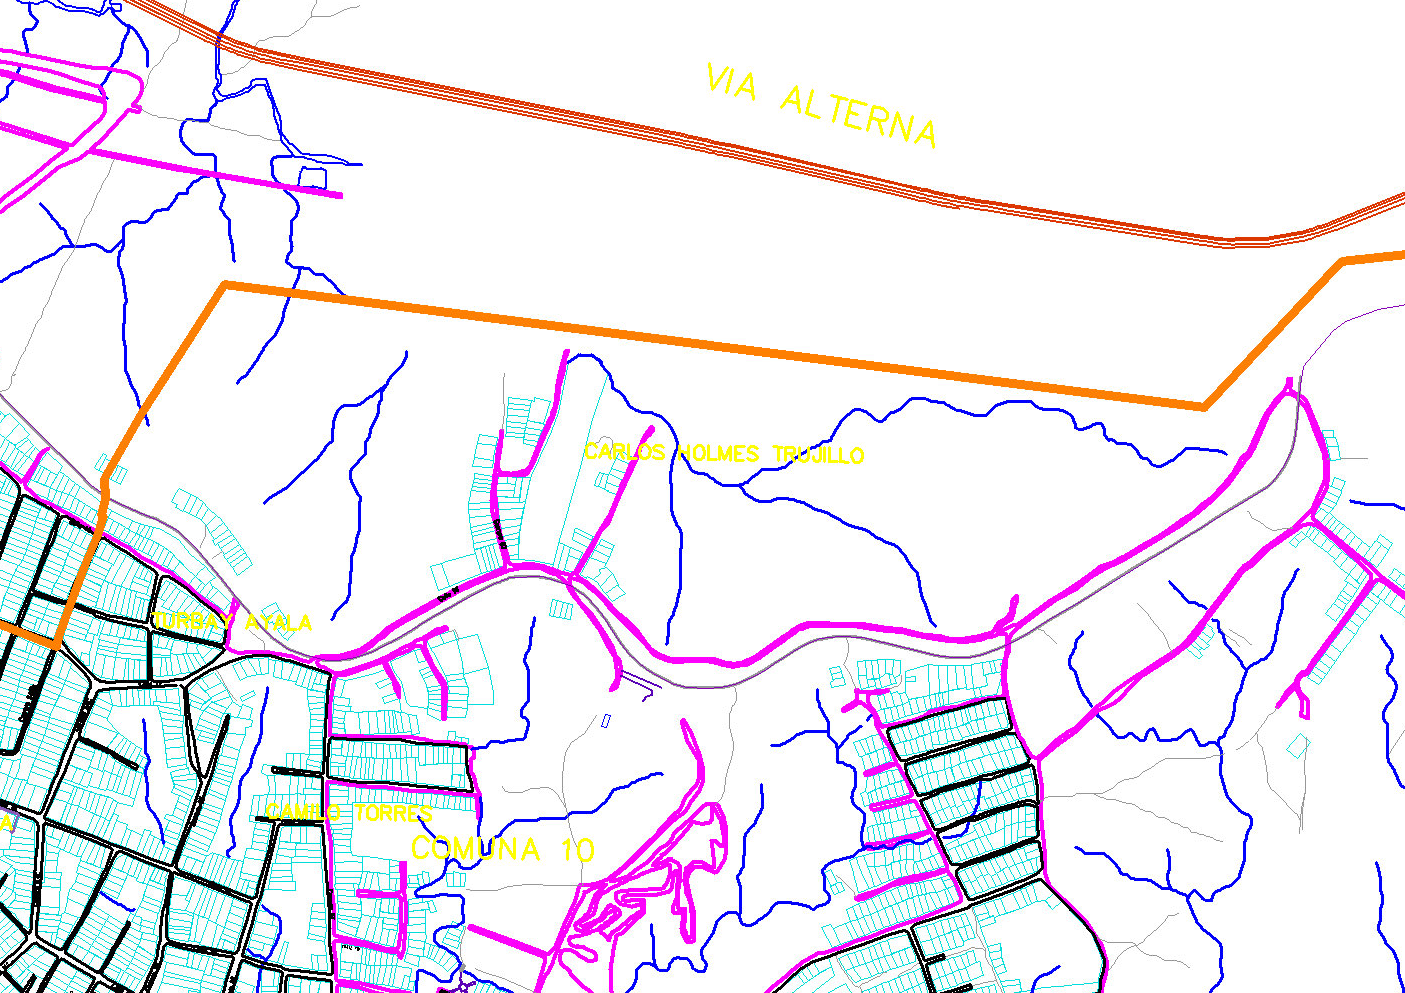 VIA ALTERNA
CARLOS HOLMES TRUJILLO
TURBAY AYALA
CAMILO TORRES
A
COMUNA 10